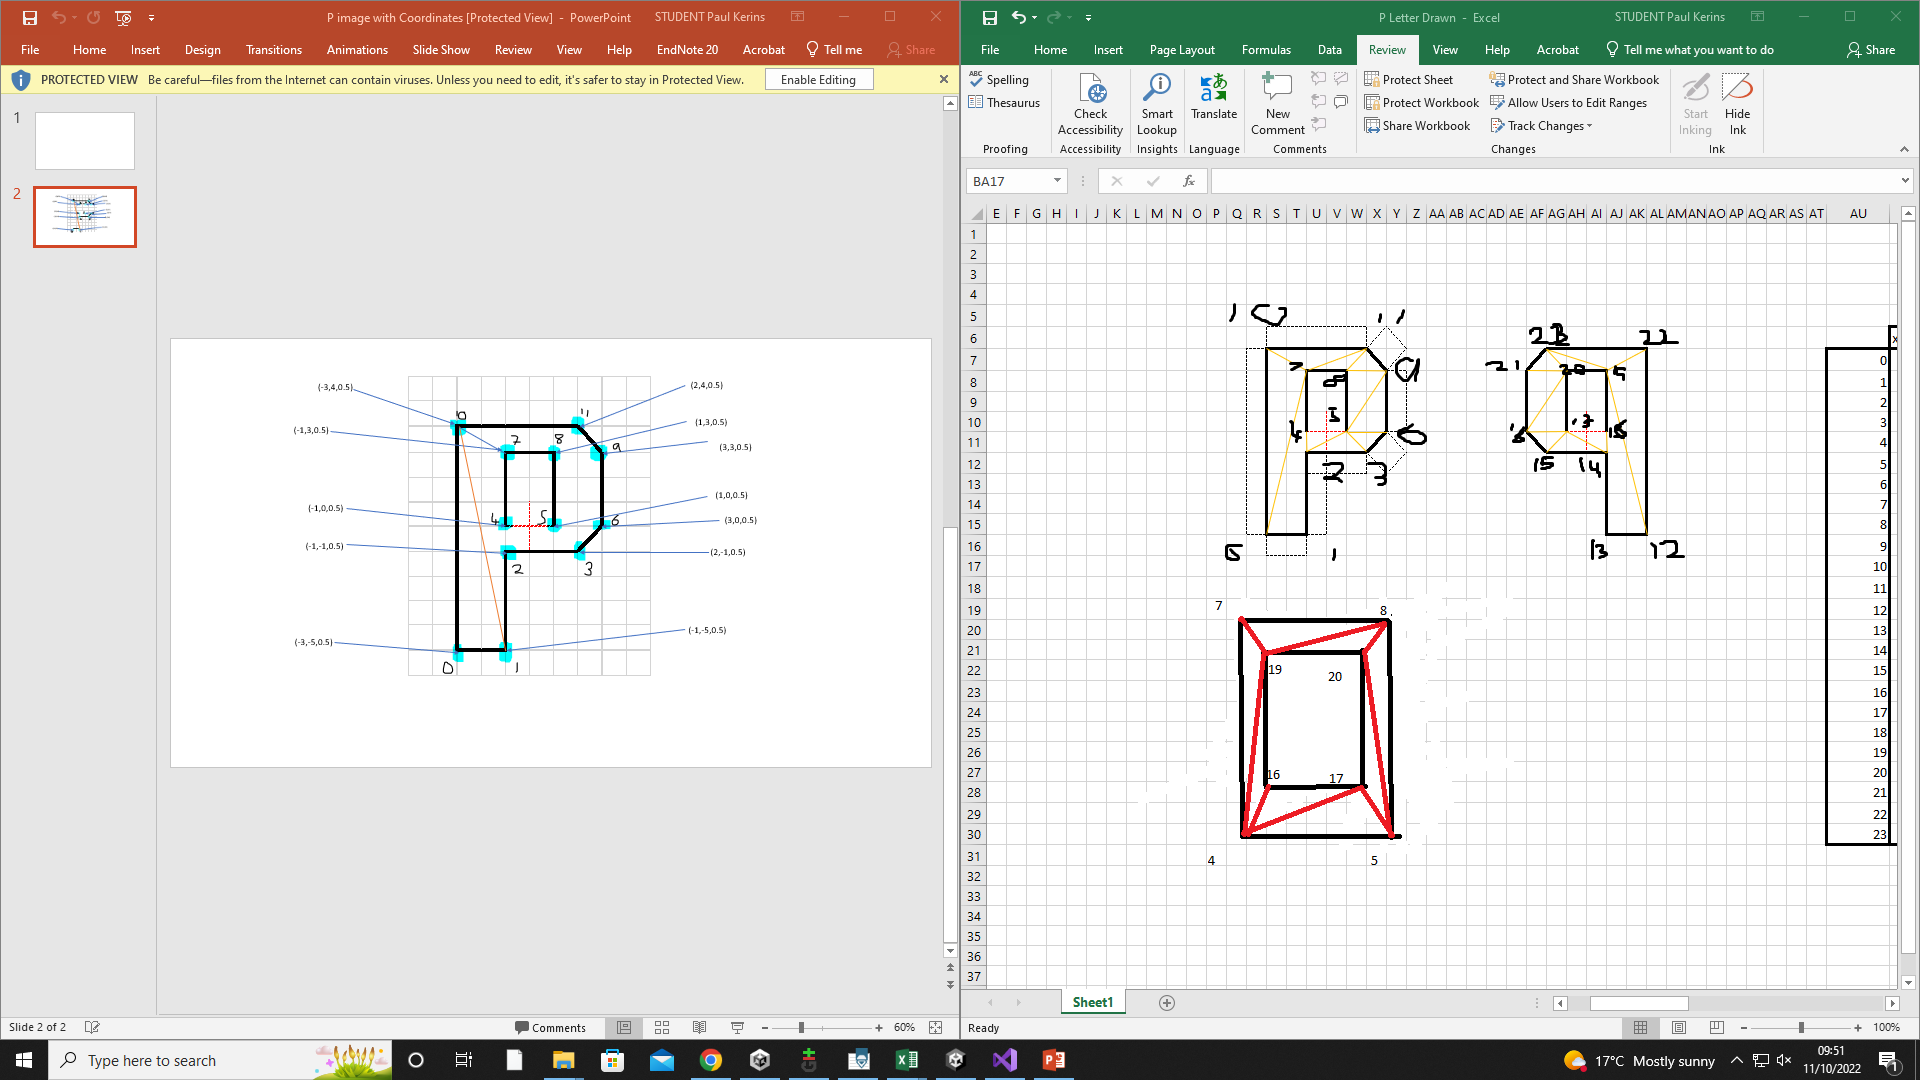 P image with Coordinates [Protected View] - PowerPoint
STUDENT Paul Kerins
File Home Insert Design Transitions Animations Slide Show Review View Help EndNote 20 Acrobat Tell me Share
PROTECTED VIEW Be careful—files from the Internet can contain viruses. Unless you need to edit, it's safer to stay in Protected View. Enable Editing
1
2
(-3,4,0.5)
(2,4,0.5)
(-1,3,0.5)
(1,3,0.5)
(3,3,0.5)
(-1,0,0.5)
(1,0,0.5)
(3,0,0.5)
(-1,-1,0.5)
(2,-1,0.5)
(-3,-5,0.5)
(-1,-5,0.5)
11
7 8 9
4 5 6
2 3
0 1
Slide 2 of 2
Comments
60%
P Letter Drawn - Excel
STUDENT Paul Kerins
File Home Insert Page Layout Formulas Data Review View Help Acrobat Tell me what you want to do Share
ABC
Spelling
Thesaurus
Proofing
Check Accessibility
Accessibility
Smart Lookup
Insights
Translate
Language
New Comment
Comments
Protect Sheet
Protect Workbook
Share Workbook
Protect and Share Workbook
Allow Users to Edit Ranges
Track Changes
Changes
Start Inking
Hide Ink
Ink
BA17
fx
E F G H I J K L M N O P Q R S T U V W X Y Z AA AB AC AD AE AF AG AH AI AJ AK AL AM AN AO AP AQ AR AS AT AU
1
2
3
4
5
6
7
8
9
10
11
12
13
14
15
16
17
18
19
20
21
22
23
24
25
26
27
28
29
30
31
32
33
34
35
36
37
10 11
7 8 9
4 5 6
2 3
1
23 22
21 20
15 14
13 12
7 8
19 20
16 17
4 5
x
0
1
2
3
4
5
6
7
8
9
10
11
12
13
14
15
16
17
18
19
20
21
22
23
Sheet1
Ready
100%
Type here to search
17°C Mostly sunny
09:51
11/10/2022
1